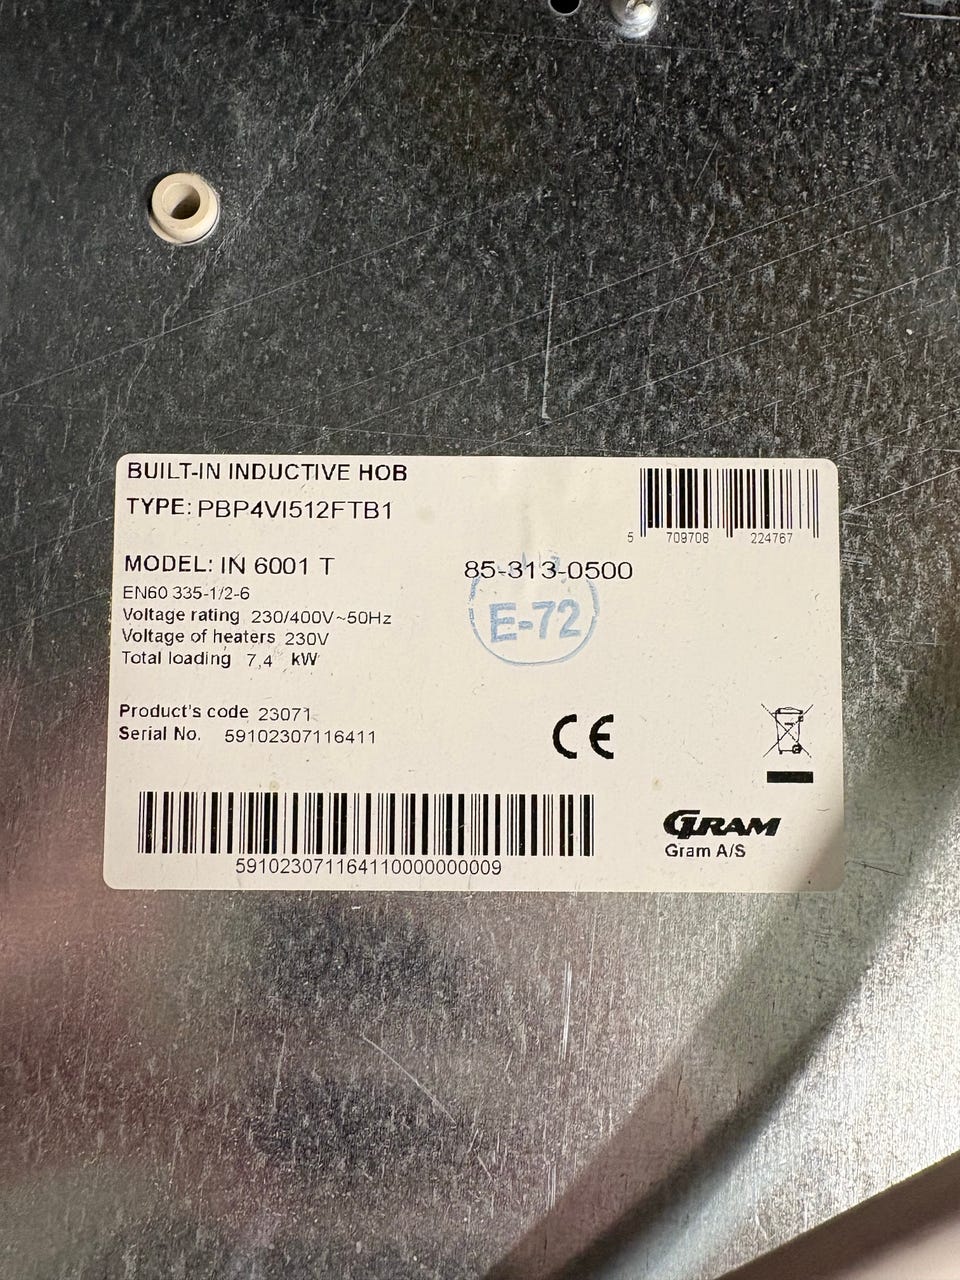 BUILT-IN INDUCTIVE HOB
TYPE: PBP4VI512FTB1
5 709708 224767
MODEL: IN 6001 T
85-313-0500
EN60 335-1/2-6
E-72
Voltage rating 230/400V~50Hz
Voltage of heaters 230V
Total loading 7,4 kW
Product's code 23071
Serial No. 59102307116411
CE
591023071164110000000009
GRAM
Gram A/S